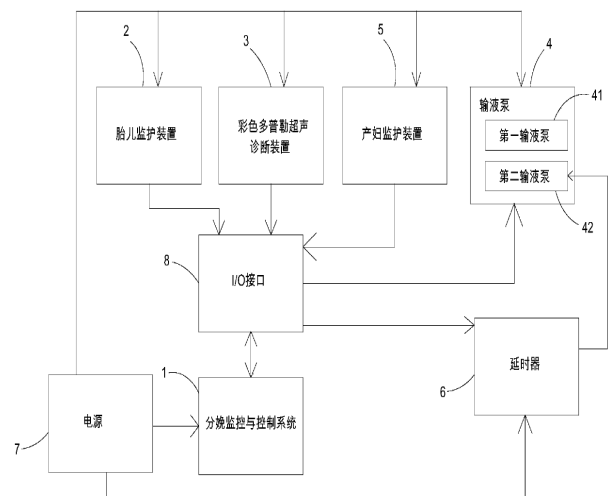 2
3
5
4
41
胎儿监护装置
彩色多普勒超声
诊断装置
产妇监护装置
输液泵
第一输液泵
第二输液泵
42
8
I/O接口
1
分娩监控与控制系统
延时器
6
电源
7